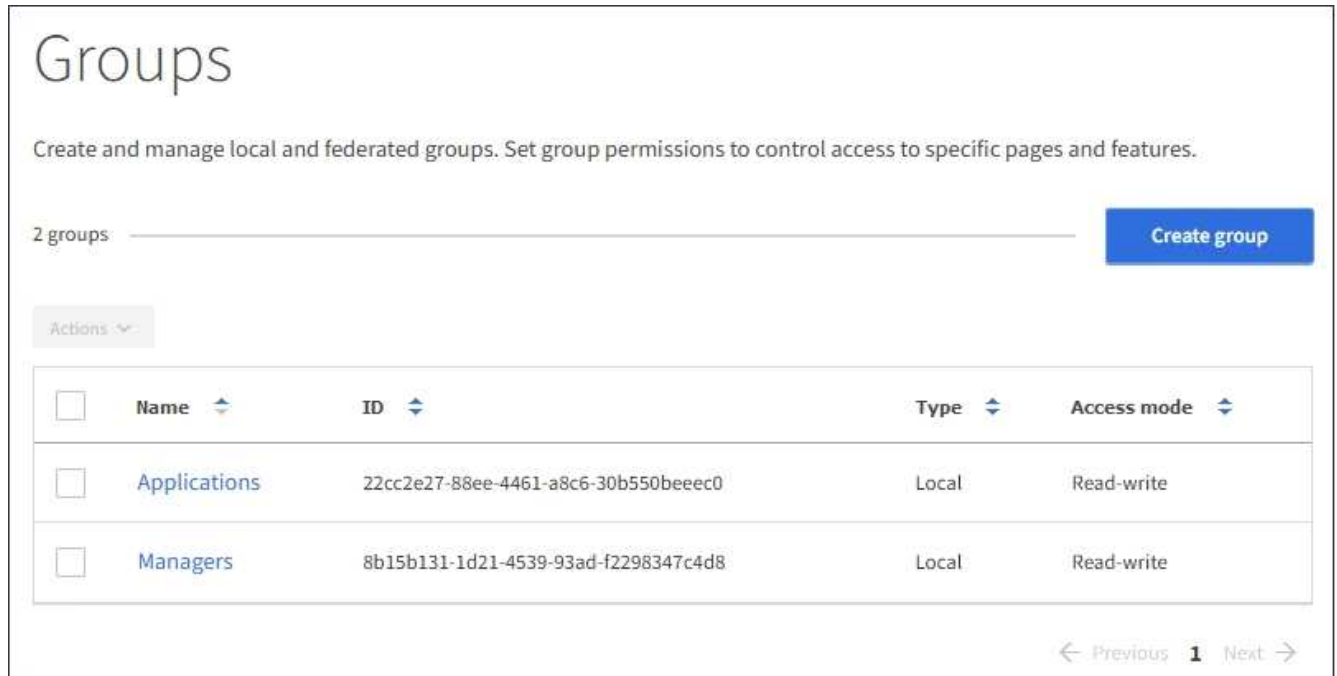 Groups
Create and manage local and federated groups. Set group permissions to control access to specific pages and features.
2 groups
Create group
Actions
Name ID Type Access mode
Applications 22cc2e27-88ee-4461-a8c6-30b550beeec0 Local Read-write
Managers 8b15b131-1d21-4539-93ad-f2298347c4d8 Local Read-write
← Previous 1 Next →